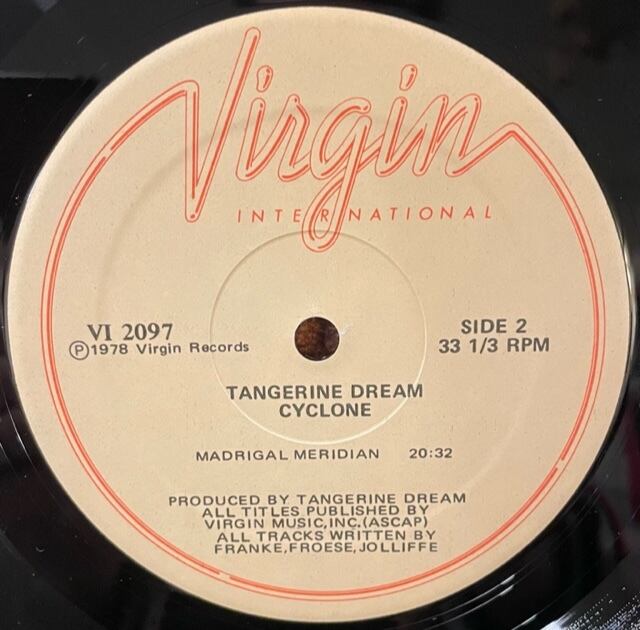 Virgin
INTERNATIONAL
VI 2097
Ⓟ1978 Virgin Records
SIDE 2
33 1/3 RPM
TANGERINE DREAM
CYCLONE
MADRIGAL MERIDIAN 20:32
PRODUCED BY TANGERINE DREAM
ALL TITLES PUBLISHED BY
VIRGIN MUSIC,INC.(ASCAP)
ALL TRACKS WRITTEN BY
FRANKE,FROESE,JOLLIFFE